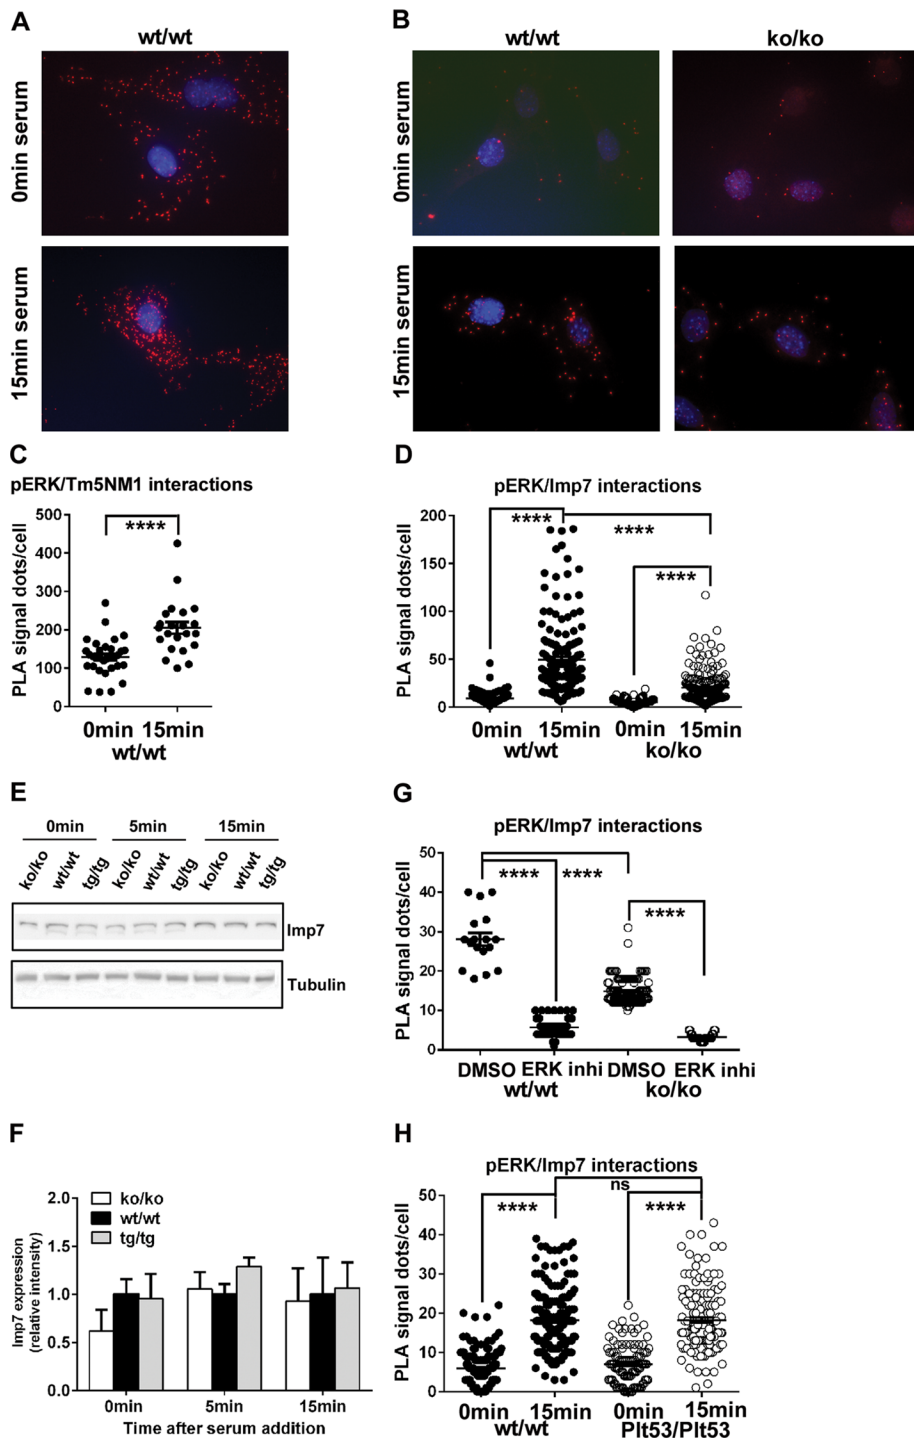 A
wt/wt
0min serum
15min serum
B
wt/wt ko/ko
0min serum
15min serum
C
pERK/Tm5NM1 interactions
PLA signal dots/cell
500
400
300
200
100
0
****
0min 15min
wt/wt
D
pERK/Imp7 interactions
PLA signal dots/cell
200
150
100
50
0
****
****
****
0min 15min 0min 15min
wt/wt ko/ko
E
0min 5min 15min
ko/ko wt/wt tg/tg ko/ko wt/wt tg/tg ko/ko wt/wt tg/tg
Imp7
Tubulin
G
pERK/Imp7 interactions
PLA signal dots/cell
50
40
30
20
10
0
**** **** ****
DMSO ERK inhi DMSO ERK inhi
wt/wt ko/ko
F
Imp7 expression
(relative intensity)
2.0
1.5
1.0
0.5
0.0
ko/ko
wt/wt
tg/tg
0min 5min 15min
Time after serum addition
H
pERK/Imp7 interactions
PLA signal dots/cell
50
40
30
20
10
0
ns
**** ****
0min 15min 0min 15min
wt/wt Plt53/Plt53